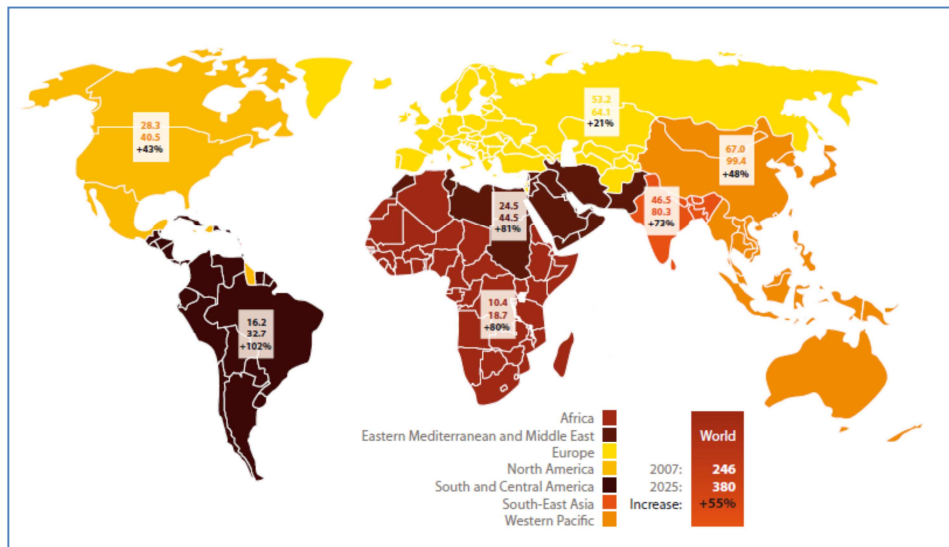 28.3
40.5
+43%
53.2
64.1
+21%
67.0
99.4
+48%
24.5
44.5
+81%
46.5
80.3
+73%
10.4
18.7
+80%
16.2
32.7
+102%
Africa
Eastern Mediterranean and Middle East
Europe
North America
South and Central America
South-East Asia
Western Pacific
World
2007: 246
2025: 380
Increase: +55%